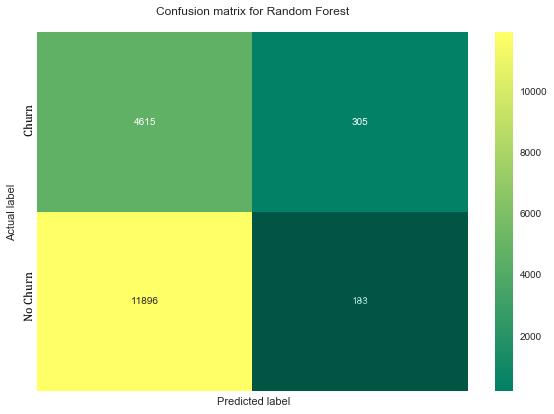 Confusion matrix for Random Forest
Churn
4615
305
10000
8000
6000
Actual label
4000
No Churn
11896
183
2000
Predicted label